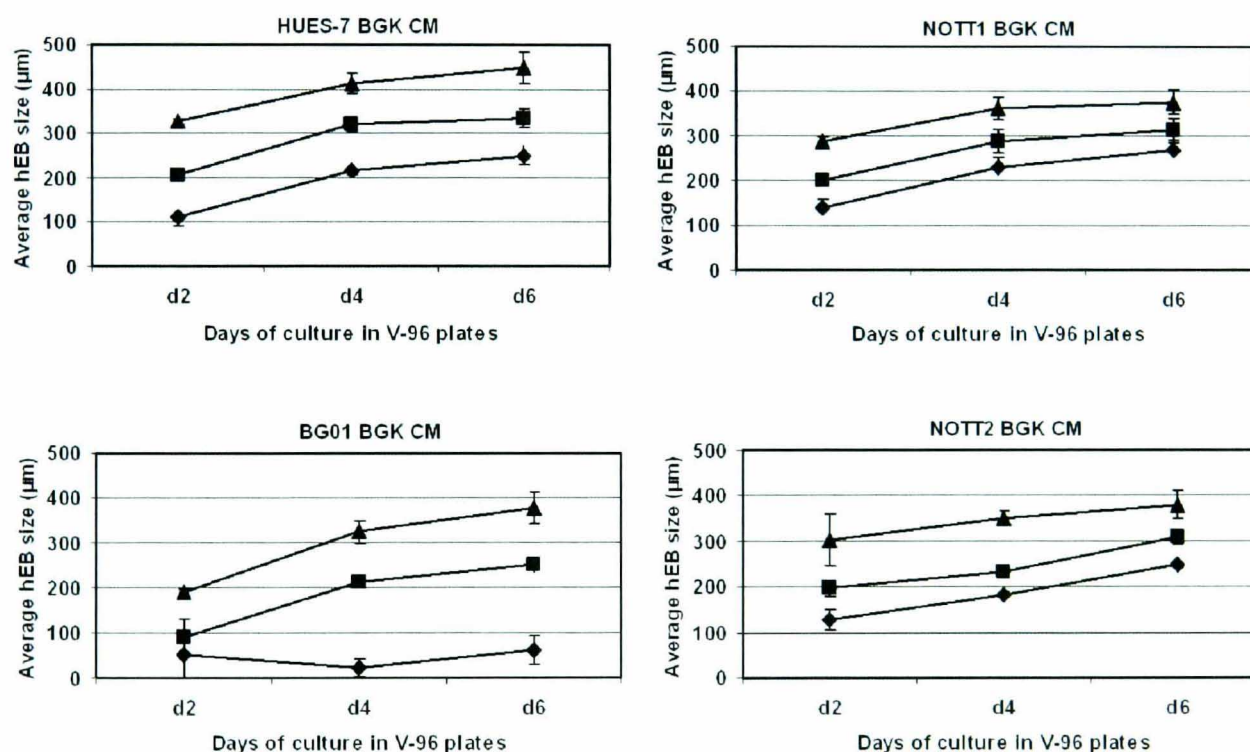 HUES-7 BGK CM
Average hEB size (µm)
500
400
300
200
100
0
d2 d4 d6
Days of culture in V-96 plates
NOTT1 BGK CM
Average hEB size (µm)
500
400
300
200
100
0
d2 d4 d6
Days of culture in V-96 plates
BG01 BGK CM
Average hEB size (µm)
500
400
300
200
100
0
d2 d4 d6
Days of culture in V-96 plates
NOTT2 BGK CM
Average hEB size (µm)
500
400
300
200
100
0
d2 d4 d6
Days of culture in V-96 plates